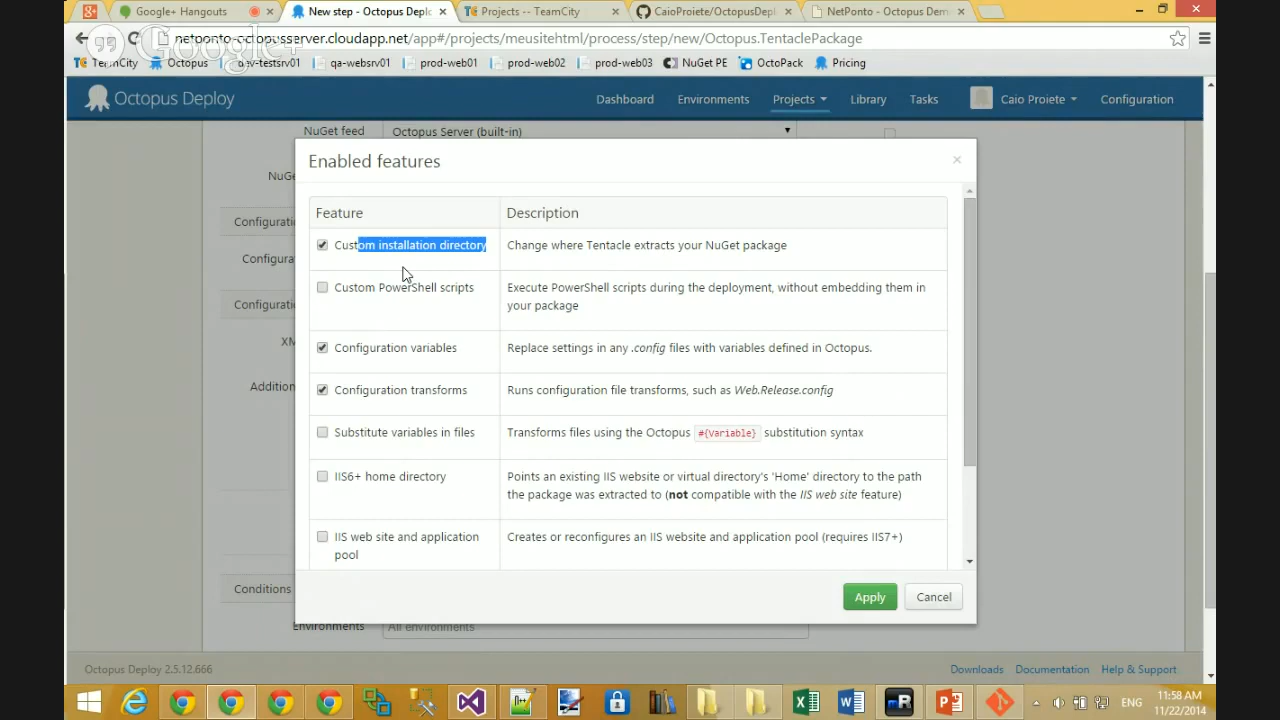 Google+ Hangouts
New step - Octopus Deplo
Projects -- TeamCity
CaioProiete/OctopusDepl
NetPonto - Octopus Dem
netponto-octopusserver.cloudapp.net/app#/projects/meusitehtml/process/step/new/Octopus.TentaclePackage
Google+
TeamCity
Octopus
dev-testsrv01
qa-websrv01
prod-web01
prod-web02
prod-web03
NuGet PE
OctoPack
Pricing
Octopus Deploy
Dashboard
Environments
Projects
Library
Tasks
Caio Proiete
Configuration
NuGet feed
Octopus Server (built-in)
Enabled features
×
NuGe
Feature
Description
Configuratio
Custom installation directory
Change where Tentacle extracts your NuGet package
Configura
Custom PowerShell scripts
Execute PowerShell scripts during the deployment, without embedding them in
your package
Configuratio
XM
Configuration variables
Replace settings in any .config files with variables defined in Octopus.
Addition
Configuration transforms
Runs configuration file transforms, such as Web.Release.config
Substitute variables in files
Transforms files using the Octopus #{Variable} substitution syntax
IIS6+ home directory
Points an existing IIS website or virtual directory's 'Home' directory to the path
the package was extracted to (not compatible with the IIS web site feature)
IIS web site and application
pool
Creates or reconfigures an IIS website and application pool (requires IIS7+)
Conditions
Apply
Cancel
Environments
All environments
Octopus Deploy 2.5.12.666
Downloads
Documentation
Help & Support
ENG
11:58 AM
11/22/2014